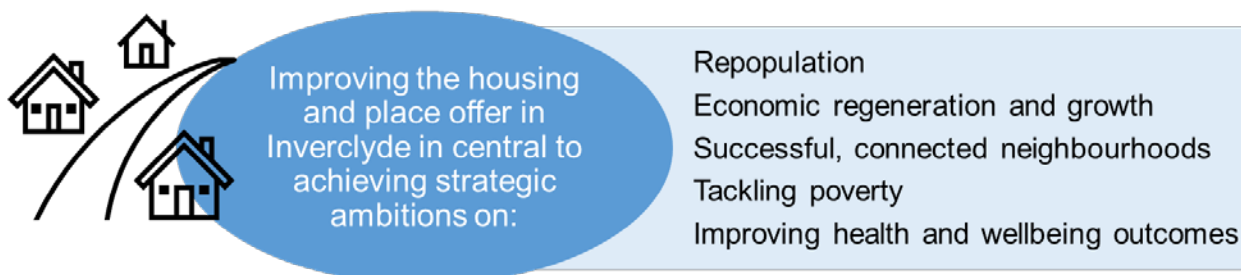 Improving the housing
and place offer in
Inverclyde in central to
achieving strategic
ambitions on:
Repopulation
Economic regeneration and growth
Successful, connected neighbourhoods
Tackling poverty
Improving health and wellbeing outcomes